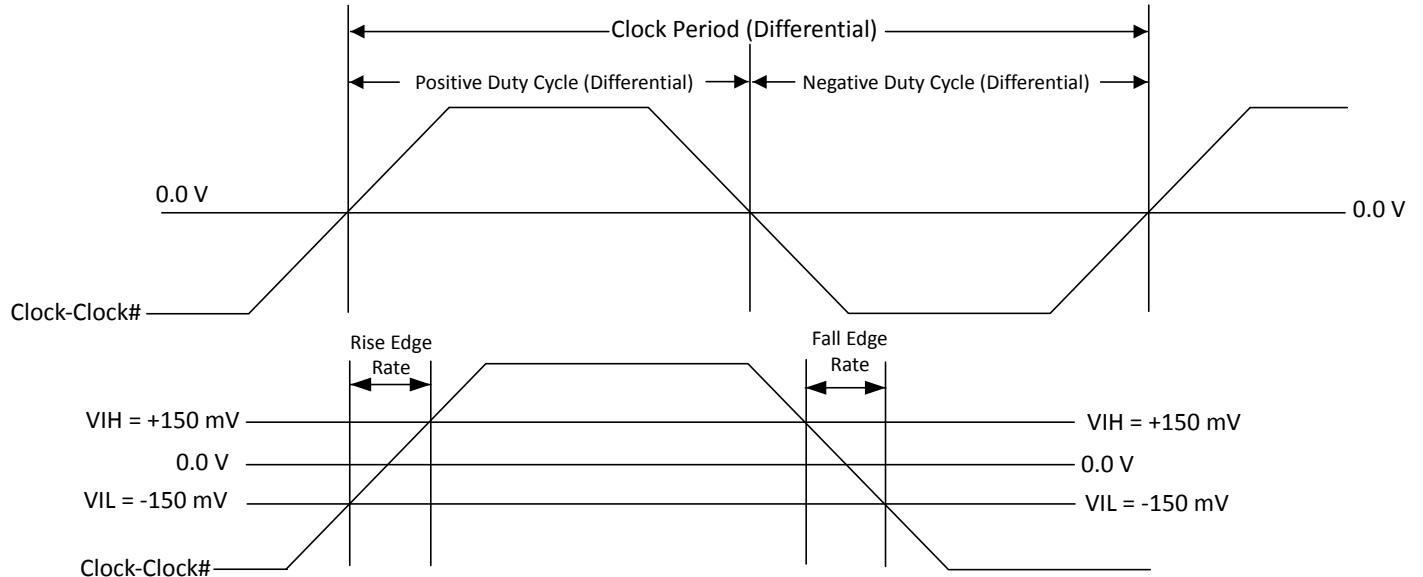 Clock Period (Differential)
Positive Duty Cycle (Differential)
Negative Duty Cycle (Differential)
0.0 V
0.0 V
Clock-Clock#
Rise Edge
Rate
Fall Edge
Rate
VIH = +150 mV
VIH = +150 mV
0.0 V
0.0 V
VIL = -150 mV
VIL = -150 mV
Clock-Clock#